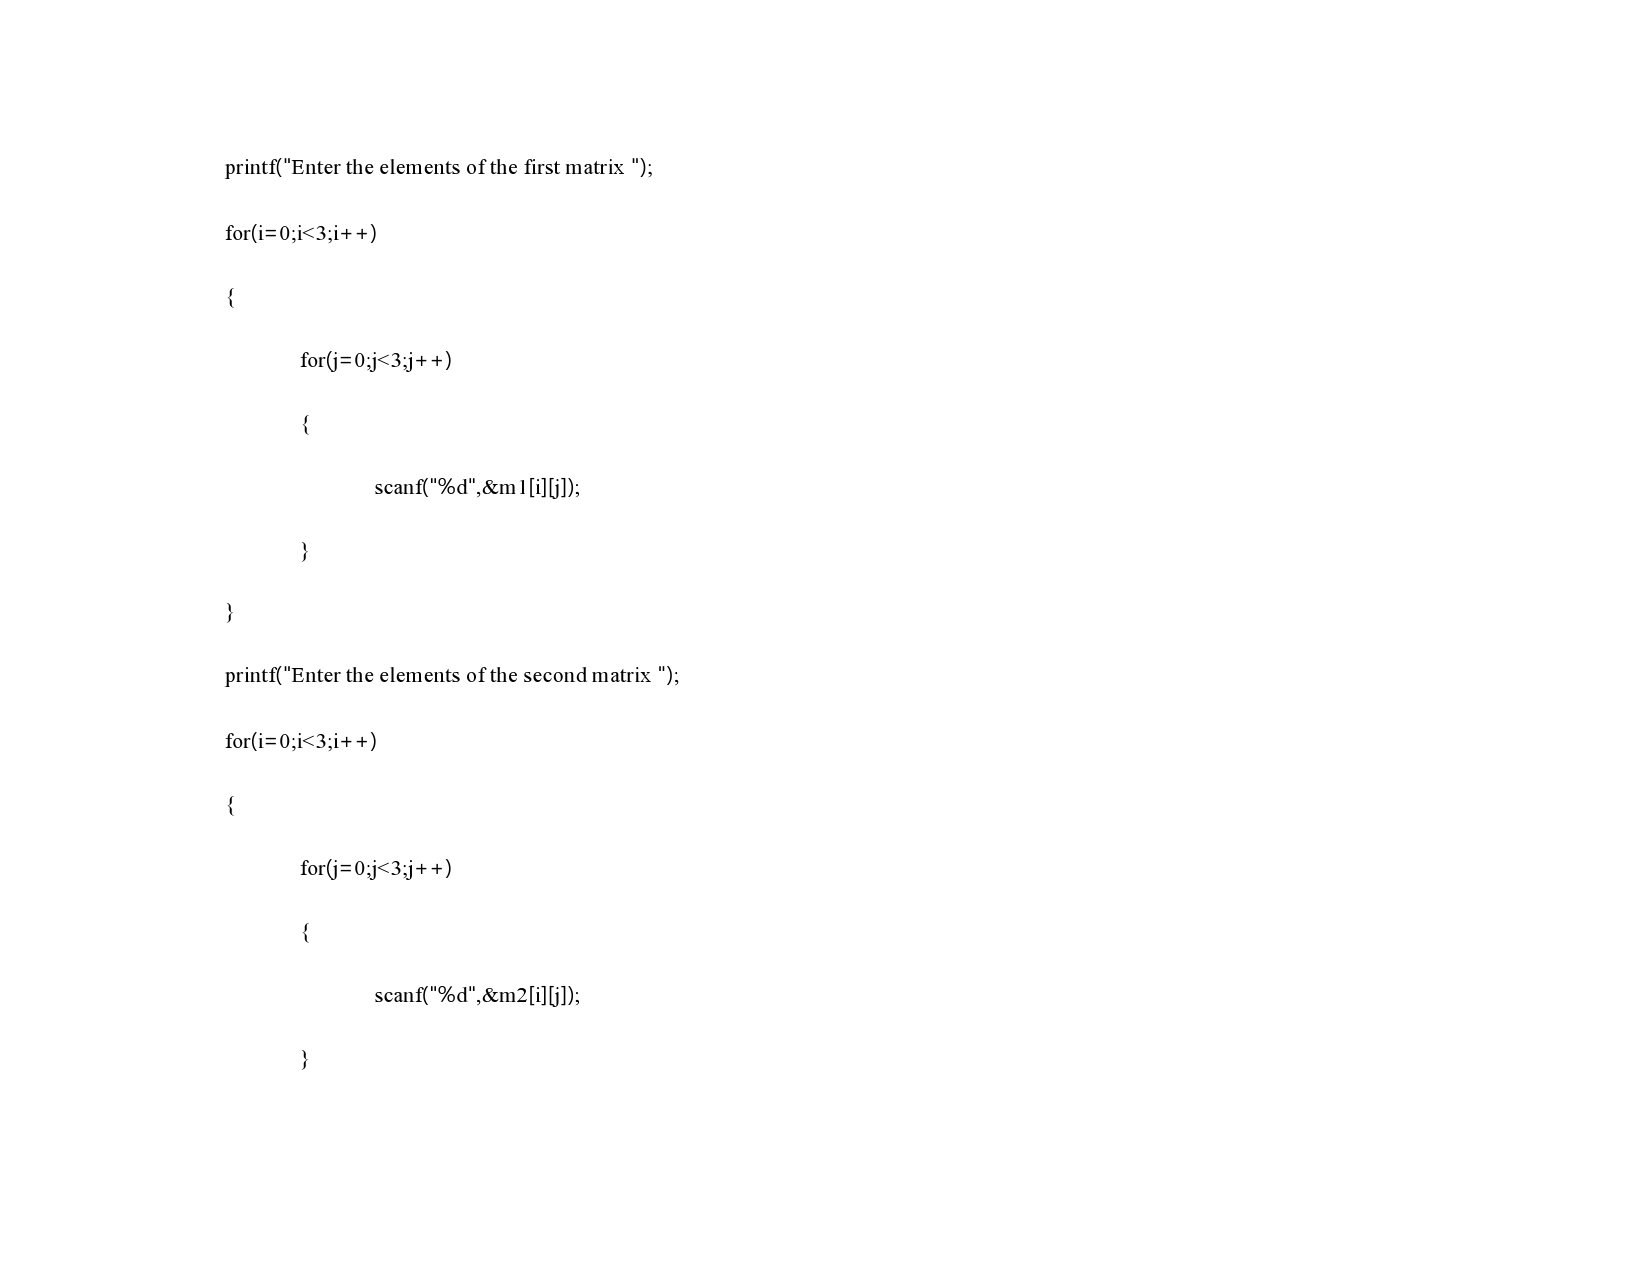 printf("Enter the elements of the first matrix ");
for(i=0;i<3;i++)
{
for(j=0;j<3;j++)
{
scanf("%d",&m1[i][j]);
}
}
printf("Enter the elements of the second matrix ");
for(i=0;i<3;i++)
{
for(j=0;j<3;j++)
{
scanf("%d",&m2[i][j]);
}